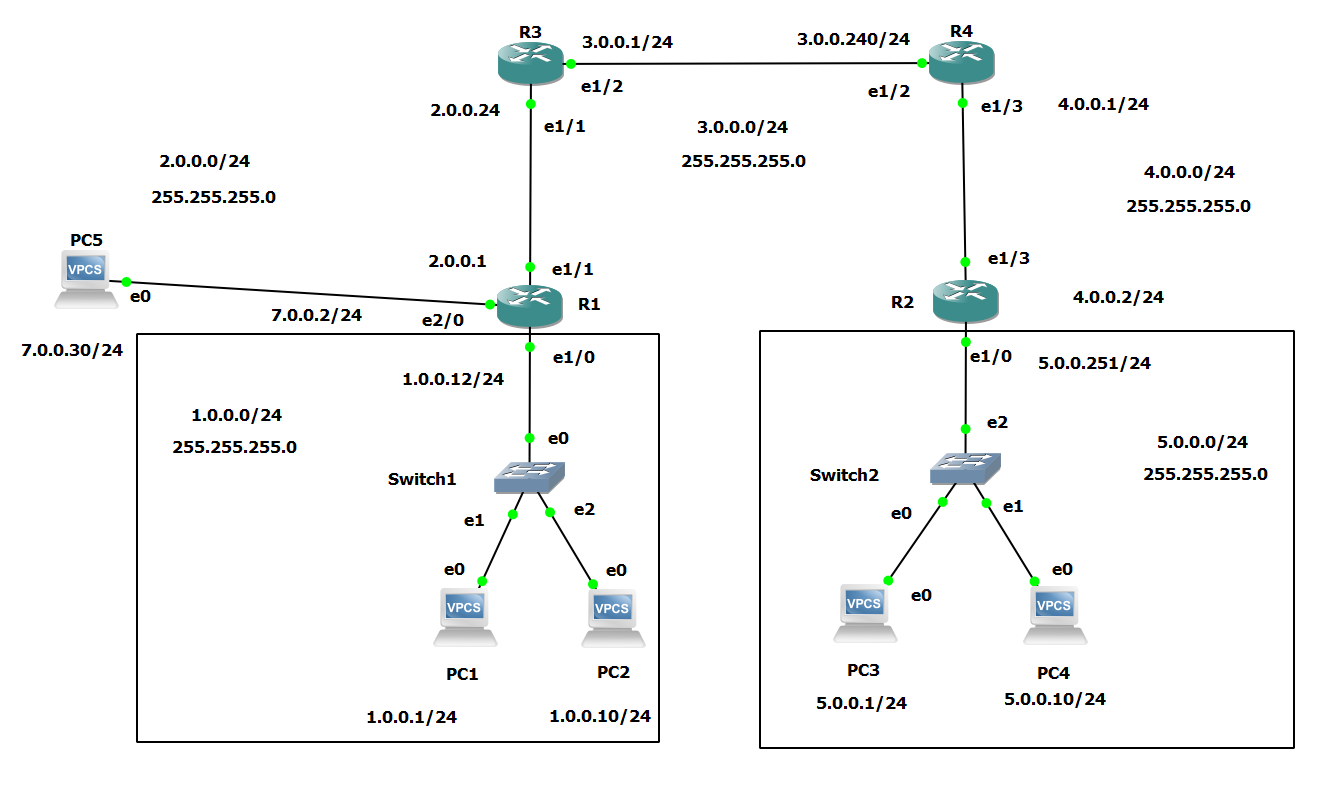 R3
R4
3.0.0.1/24
3.0.0.240/24
e1/2
e1/2
2.0.0.24
e1/1
e1/3
4.0.0.1/24
3.0.0.0/24
255.255.255.0
2.0.0.0/24
255.255.255.0
4.0.0.0/24
255.255.255.0
PC5
VPCS
e0
2.0.0.1
e1/1
R1
7.0.0.2/24
e2/0
7.0.0.30/24
e1/3
R2
4.0.0.2/24
e1/0
1.0.0.12/24
1.0.0.0/24
255.255.255.0
e0
Switch1
e1
e2
e0
e0
VPCS
VPCS
PC1
PC2
1.0.0.1/24
1.0.0.10/24
e1/0
5.0.0.251/24
e2
5.0.0.0/24
255.255.255.0
Switch2
e0
e1
e0
e0
VPCS
VPCS
PC3
PC4
5.0.0.1/24
5.0.0.10/24